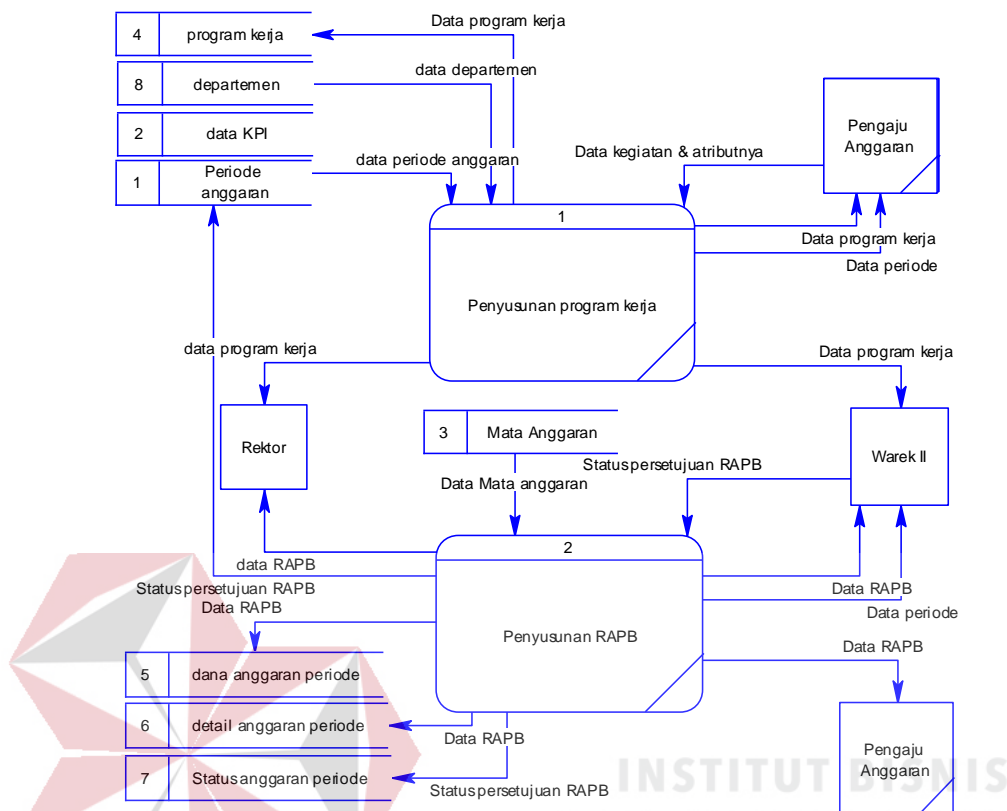 Data program kerja
4 program kerja
data departemen
8 departemen
2 data KPI
Pengaju
Anggaran
Data kegiatan & atributnya
data periode anggaran
1 Periode
anggaran
1
Data program kerja
Data periode
Penyusunan program kerja
data program kerja
Data program kerja
3 Mata Anggaran
Rektor
Warek II
Status persetujuan RAPB
Data Mata anggaran
2
data RAPB
Status persetujuan RAPB
Data RAPB
Data RAPB
Data periode
Penyusunan RAPB
Data RAPB
5 dana anggaran periode
6 detail anggaran periode
Data RAPB
7 Status anggaran periode
Status persetujuan RAPB
Pengaju
Anggaran
INSTITUT BISNIS